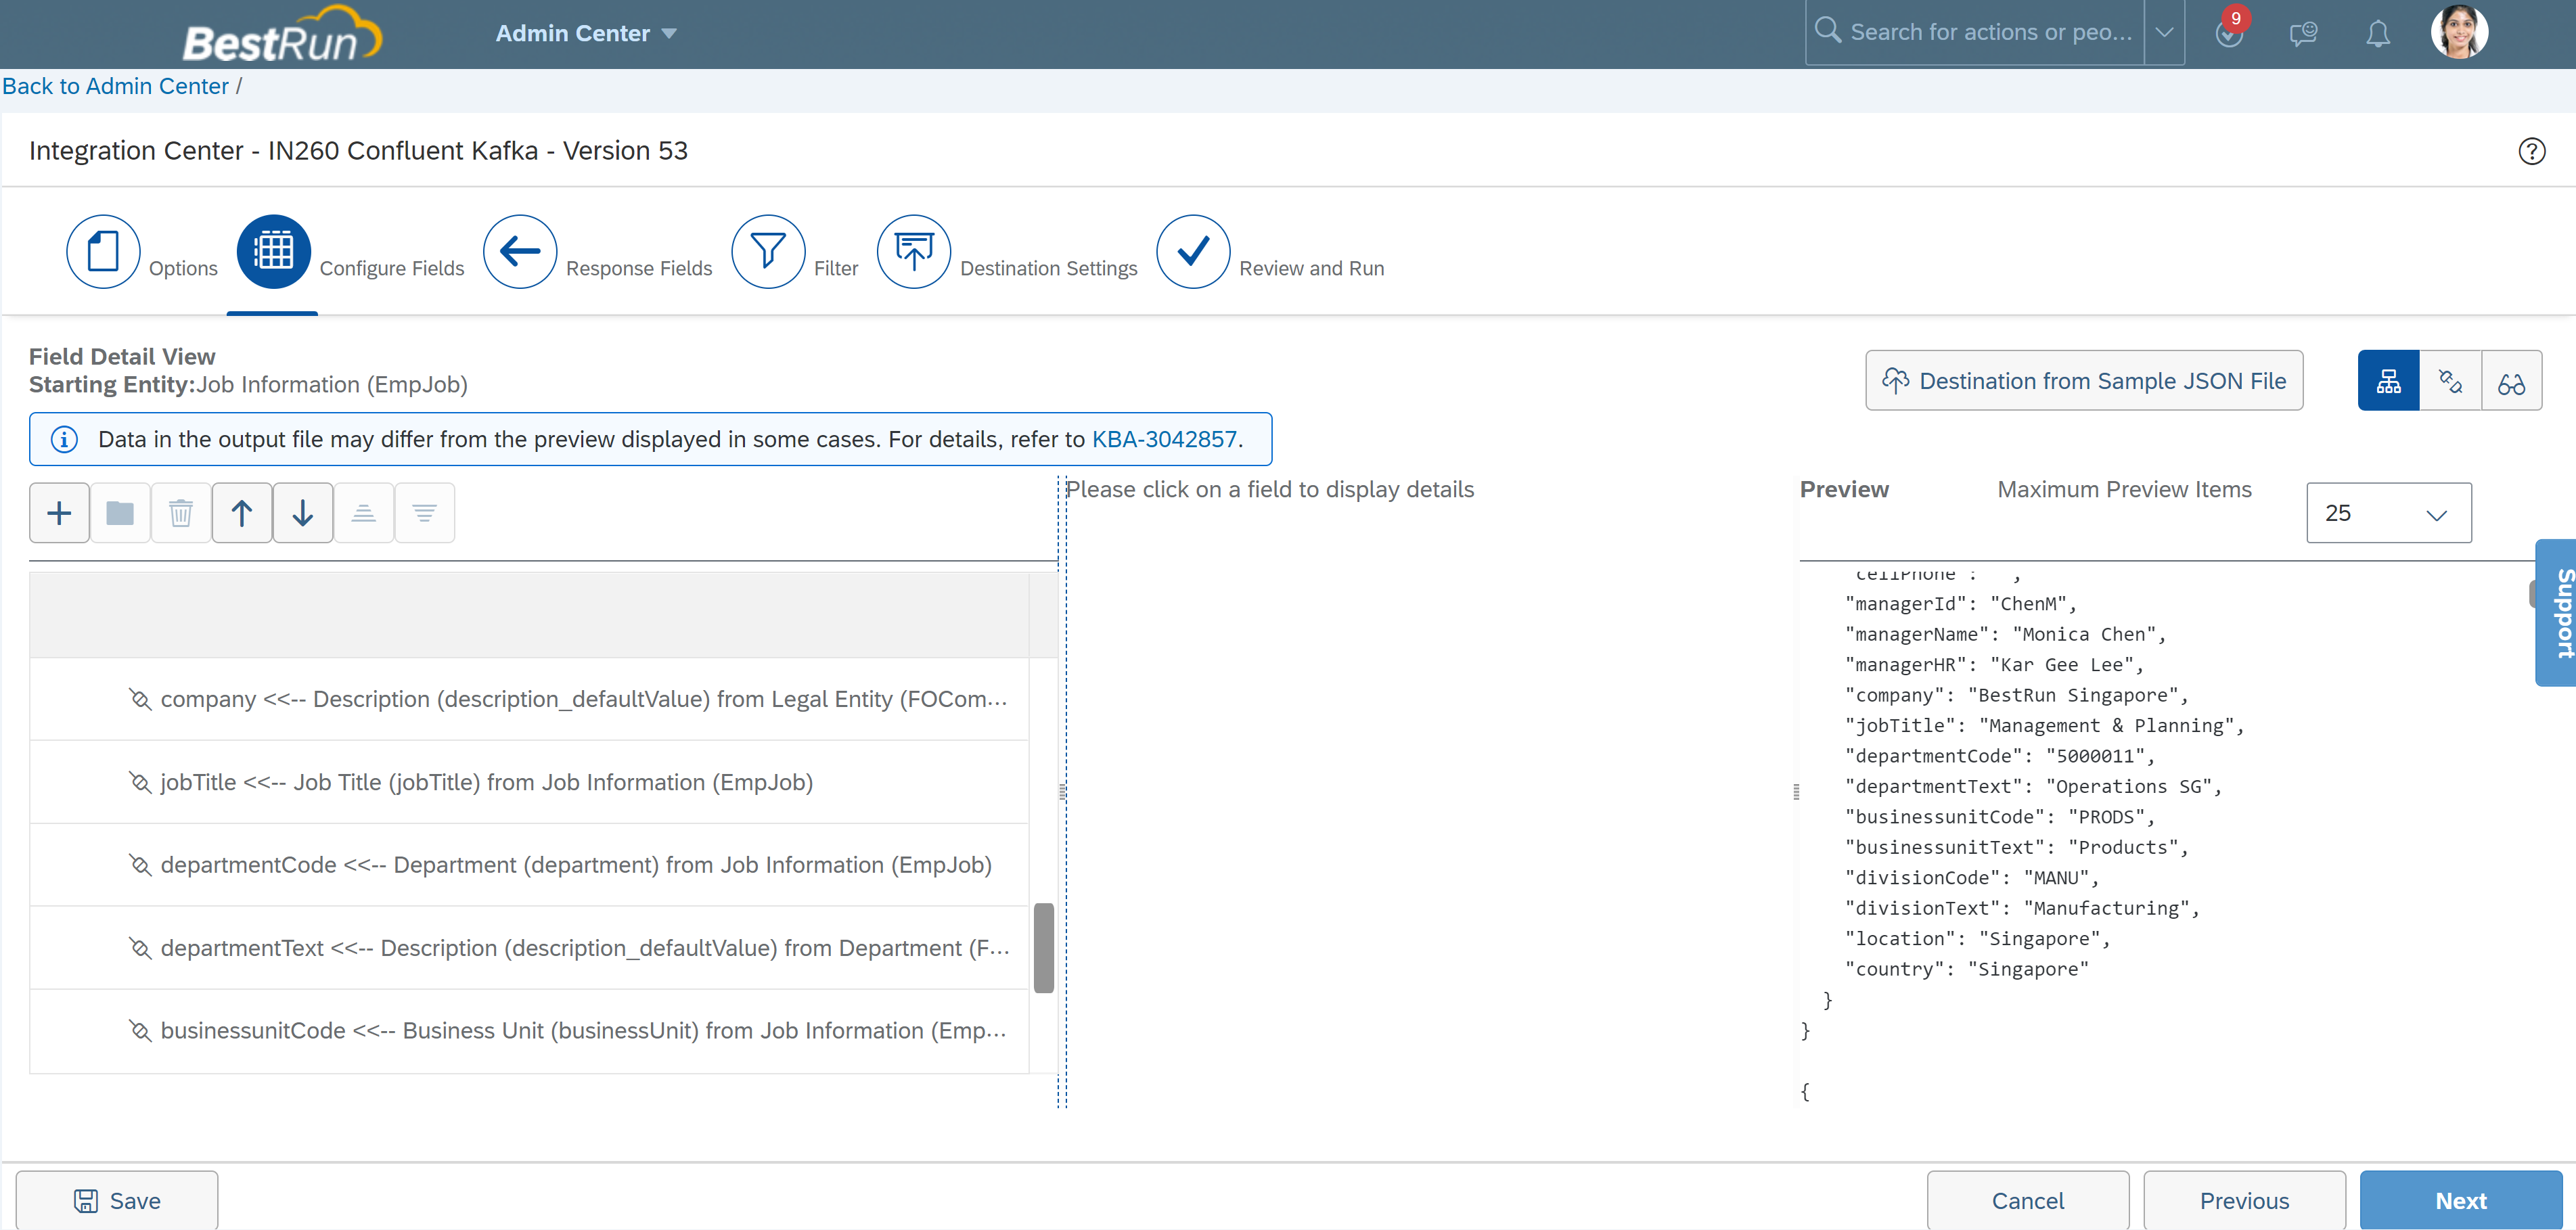 BestRun
Admin Center
Search for actions or peo...
9
Back to Admin Center /
Integration Center - IN260 Confluent Kafka - Version 53
Options
Configure Fields
Response Fields
Filter
Destination Settings
Review and Run
Field Detail View
Starting Entity:Job Information (EmpJob)
Destination from Sample JSON File
Data in the output file may differ from the preview displayed in some cases. For details, refer to KBA-3042857.
Please click on a field to display details
Preview
Maximum Preview Items
25
Support
company <<-- Description (description_defaultValue) from Legal Entity (FOCom...
jobTitle <<-- Job Title (jobTitle) from Job Information (EmpJob)
departmentCode <<-- Department (department) from Job Information (EmpJob)
departmentText <<-- Description (description_defaultValue) from Department (F...
businessunitCode <<-- Business Unit (businessUnit) from Job Information (Emp...
"cellPhone": "",
"managerId": "ChenM",
"managerName": "Monica Chen",
"managerHR": "Kar Gee Lee",
"company": "BestRun Singapore",
"jobTitle": "Management & Planning",
"departmentCode": "5000011",
"departmentText": "Operations SG",
"businessunitCode": "PRODS",
"businessunitText": "Products",
"divisionCode": "MANU",
"divisionText": "Manufacturing",
"location": "Singapore",
"country": "Singapore"
}
}
{
Save
Cancel
Previous
Next